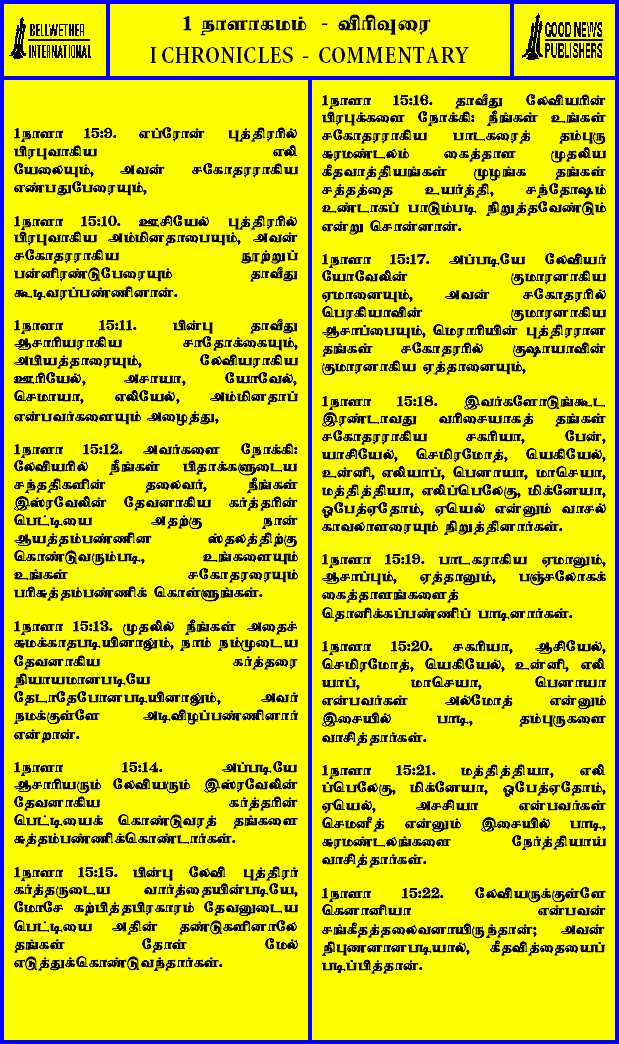 BELLWETHER
INTERNATIONAL
1 நாளாகமம் - விரிவுரை
I CHRONICLES - COMMENTARY
GOOD NEWS
PUBLISHERS
1நாளா 15:9. எப்ரோன் புத்திரரில்
பிரபுவாகிய எலி
யேலையும், அவன் சகோதரராகிய
எண்பதுபேரையும்,
1நாளா 15:10. ஊசியேல் புத்திரரில்
பிரபுவாகிய அம்மினதாபையும், அவன்
சகோதரராகிய நூற்றுப்
பன்னிரண்டுபேரையும் தாவீது
கூடிவரப்பண்ணினான்.
1நாளா 15:11. பின்பு தாவீது
ஆசாரியராகிய சாதோக்கையும்,
அபியத்தாரையும், லேவியராகிய
ஊரியேல், அசாயா, யோவேல்,
செமாயா, எலியேல், அம்மினதாப்
என்பவர்களையும் அழைத்து,
1நாளா 15:12. அவர்களை நோக்கி:
லேவியரில் நீங்கள் பிதாக்களுடைய
சந்ததிகளின் தலைவர், நீங்கள்
இஸ்ரவேலின் தேவனாகிய கர்த்தரின்
பெட்டியை அதற்கு நான்
ஆயத்தம்பண்ணின ஸ்தலத்திற்கு
கொண்டுவரும்படி, உங்களையும்
உங்கள் சகோதரரையும்
பரிசுத்தம்பண்ணிக் கொள்ளுங்கள்.
1நாளா 15:13. முதலில் நீங்கள் அதைச்
சுமக்காதபடியினாலும், நாம் நம்முடைய
தேவனாகிய கர்த்தரை
நியாயமானபடியே
தேடாதேபோனபடியினாலும், அவர்
நமக்குள்ளே அடிவிழப்பண்ணினார்
என்றான்.
1நாளா 15:14. அப்படியே
ஆசாரியரும் லேவியரும் இஸ்ரவேலின்
தேவனாகிய கர்த்தரின்
பெட்டியைக் கொண்டுவரத் தங்களை
சுத்தம்பண்ணிக்கொண்டார்கள்.
1நாளா 15:15. பின்பு லேவி புத்திரர்
கர்த்தருடைய வார்த்தையின்படியே,
மோசே கற்பித்தபிரகாரம் தேவனுடைய
பெட்டியை அதின் தண்டுகளினாலே
தங்கள் தோள் மேல்
எடுத்துக்கொண்டுவந்தார்கள்.
1நாளா 15:16. தாவீது லேவியரின்
பிரபுக்களை நோக்கி: நீங்கள் உங்கள்
சகோதரராகிய பாடகரைத் தம்புரு
சுரமண்டலம் கைத்தாள முதலிய
கீதவாத்தியங்கள் முழங்க தங்கள்
சத்தத்தை உயர்த்தி, சந்தோஷம்
உண்டாகப் பாடும்படி நிறுத்தவேண்டும்
என்று சொன்னான்.
1நாளா 15:17. அப்படியே லேவியர்
யோவேலின் குமாரனாகிய
ஏமானையும், அவன் சகோதரரில்
பெரகியாவின் குமாரனாகிய
ஆசாப்பையும், மெராரியின் புத்திரரான
தங்கள் சகோதரரில் குஷாயாவின்
குமாரனாகிய ஏத்தானையும்,
1நாளா 15:18. இவர்களோடுங்கூட
இரண்டாவது வரிசையாகத் தங்கள்
சகோதரராகிய சகரியா, பேன்,
யாசியேல், செமிரமோத், யெகியேல்,
உன்னி, எலியாப், பெனாயா, மாசெயா,
மத்தித்தியா, எலிப்பெலேகு, மிக்னேயா,
ஓபேத்ஏதோம், ஏயெல் என்னும் வாசல்
காவலாளரையும் நிறுத்தினார்கள்.
1நாளா 15:19. பாடகராகிய ஏமானும்,
ஆசாப்பும், ஏத்தானும், பஞ்சலோகக்
கைத்தாளங்களைத்
தொனிக்கப்பண்ணிப் பாடினார்கள்.
1நாளா 15:20. சகரியா, ஆசியேல்,
செமிரமோத், யெகியேல், உன்னி, எலி
யாப், மாசெயா, பெனாயா
என்பவர்கள் அல்மோத் என்னும்
இசையில் பாடி, தம்புருகளை
வாசித்தார்கள்.
1நாளா 15:21. மத்தித்தியா, எலி
ப்பெலேகு, மிக்னேயா, ஓபேத்ஏதோம்,
ஏயெல், அசசியா என்பவர்கள்
செமனீத் என்னும் இசையில் பாடி,
சுரமண்டலங்களை நேர்த்தியாய்
வாசித்தார்கள்.
1நாளா 15:22. லேவியருக்குள்ளே
கெனானியா என்பவன்
சங்கீதத்தலைவனாயிருந்தான்; அவன்
நிபுணனானபடியால், கீதவித்தையைப்
படிப்பித்தான்.